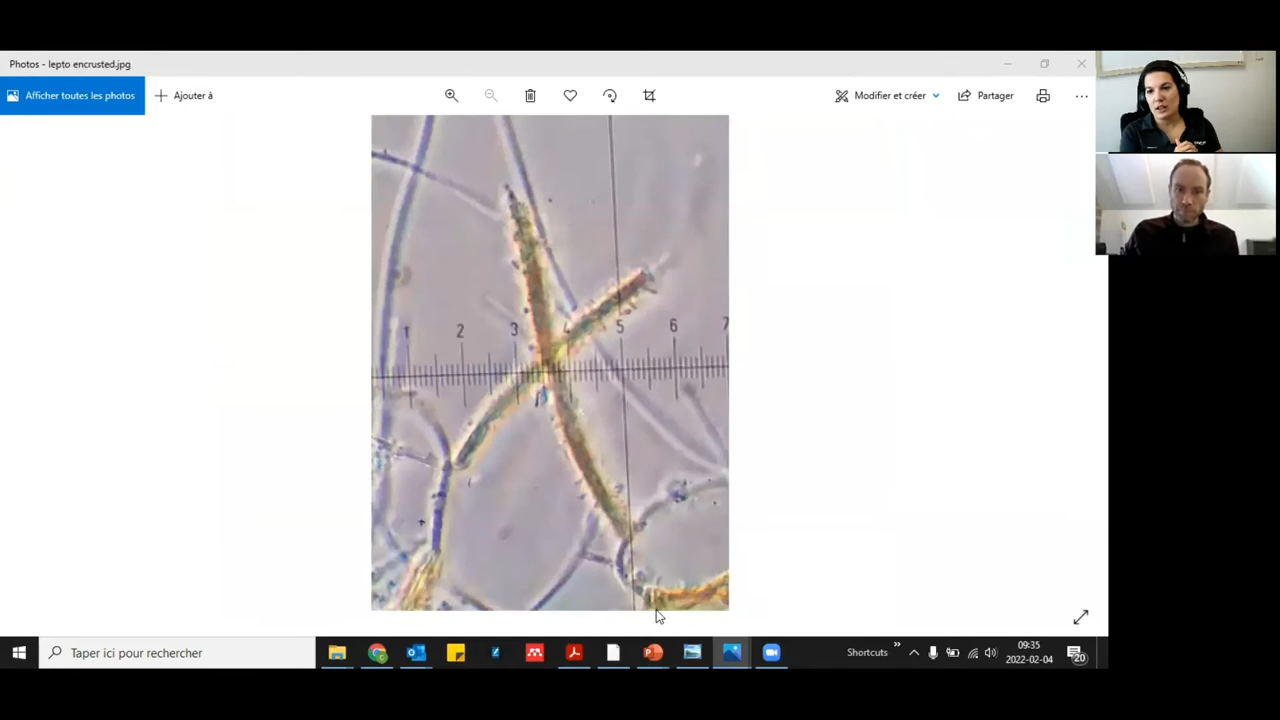 Photos - lepto encrusted.jpg
Afficher toutes les photos
Ajouter à
Modifier et créer
Partager
1 2 3 4 5 6 7
Taper ici pour rechercher
Shortcuts
09:35
2022-02-04
20